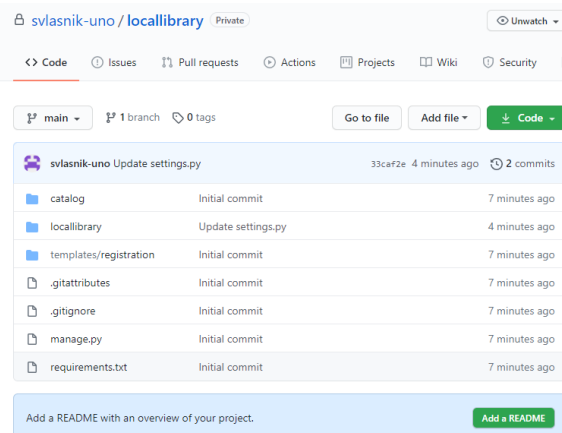 svlasnik-uno / locallibrary Private Unwatch
Code Issues Pull requests Actions Projects Wiki Security
main 1 branch 0 tags Go to file Add file Code
svlasnik-uno Update settings.py 33caf2e 4 minutes ago 2 commits
catalog Initial commit 7 minutes ago
locallibrary Update settings.py 4 minutes ago
templates/registration Initial commit 7 minutes ago
.gitattributes Initial commit 7 minutes ago
.gitignore Initial commit 7 minutes ago
manage.py Initial commit 7 minutes ago
requirements.txt Initial commit 7 minutes ago
Add a README with an overview of your project. Add a README